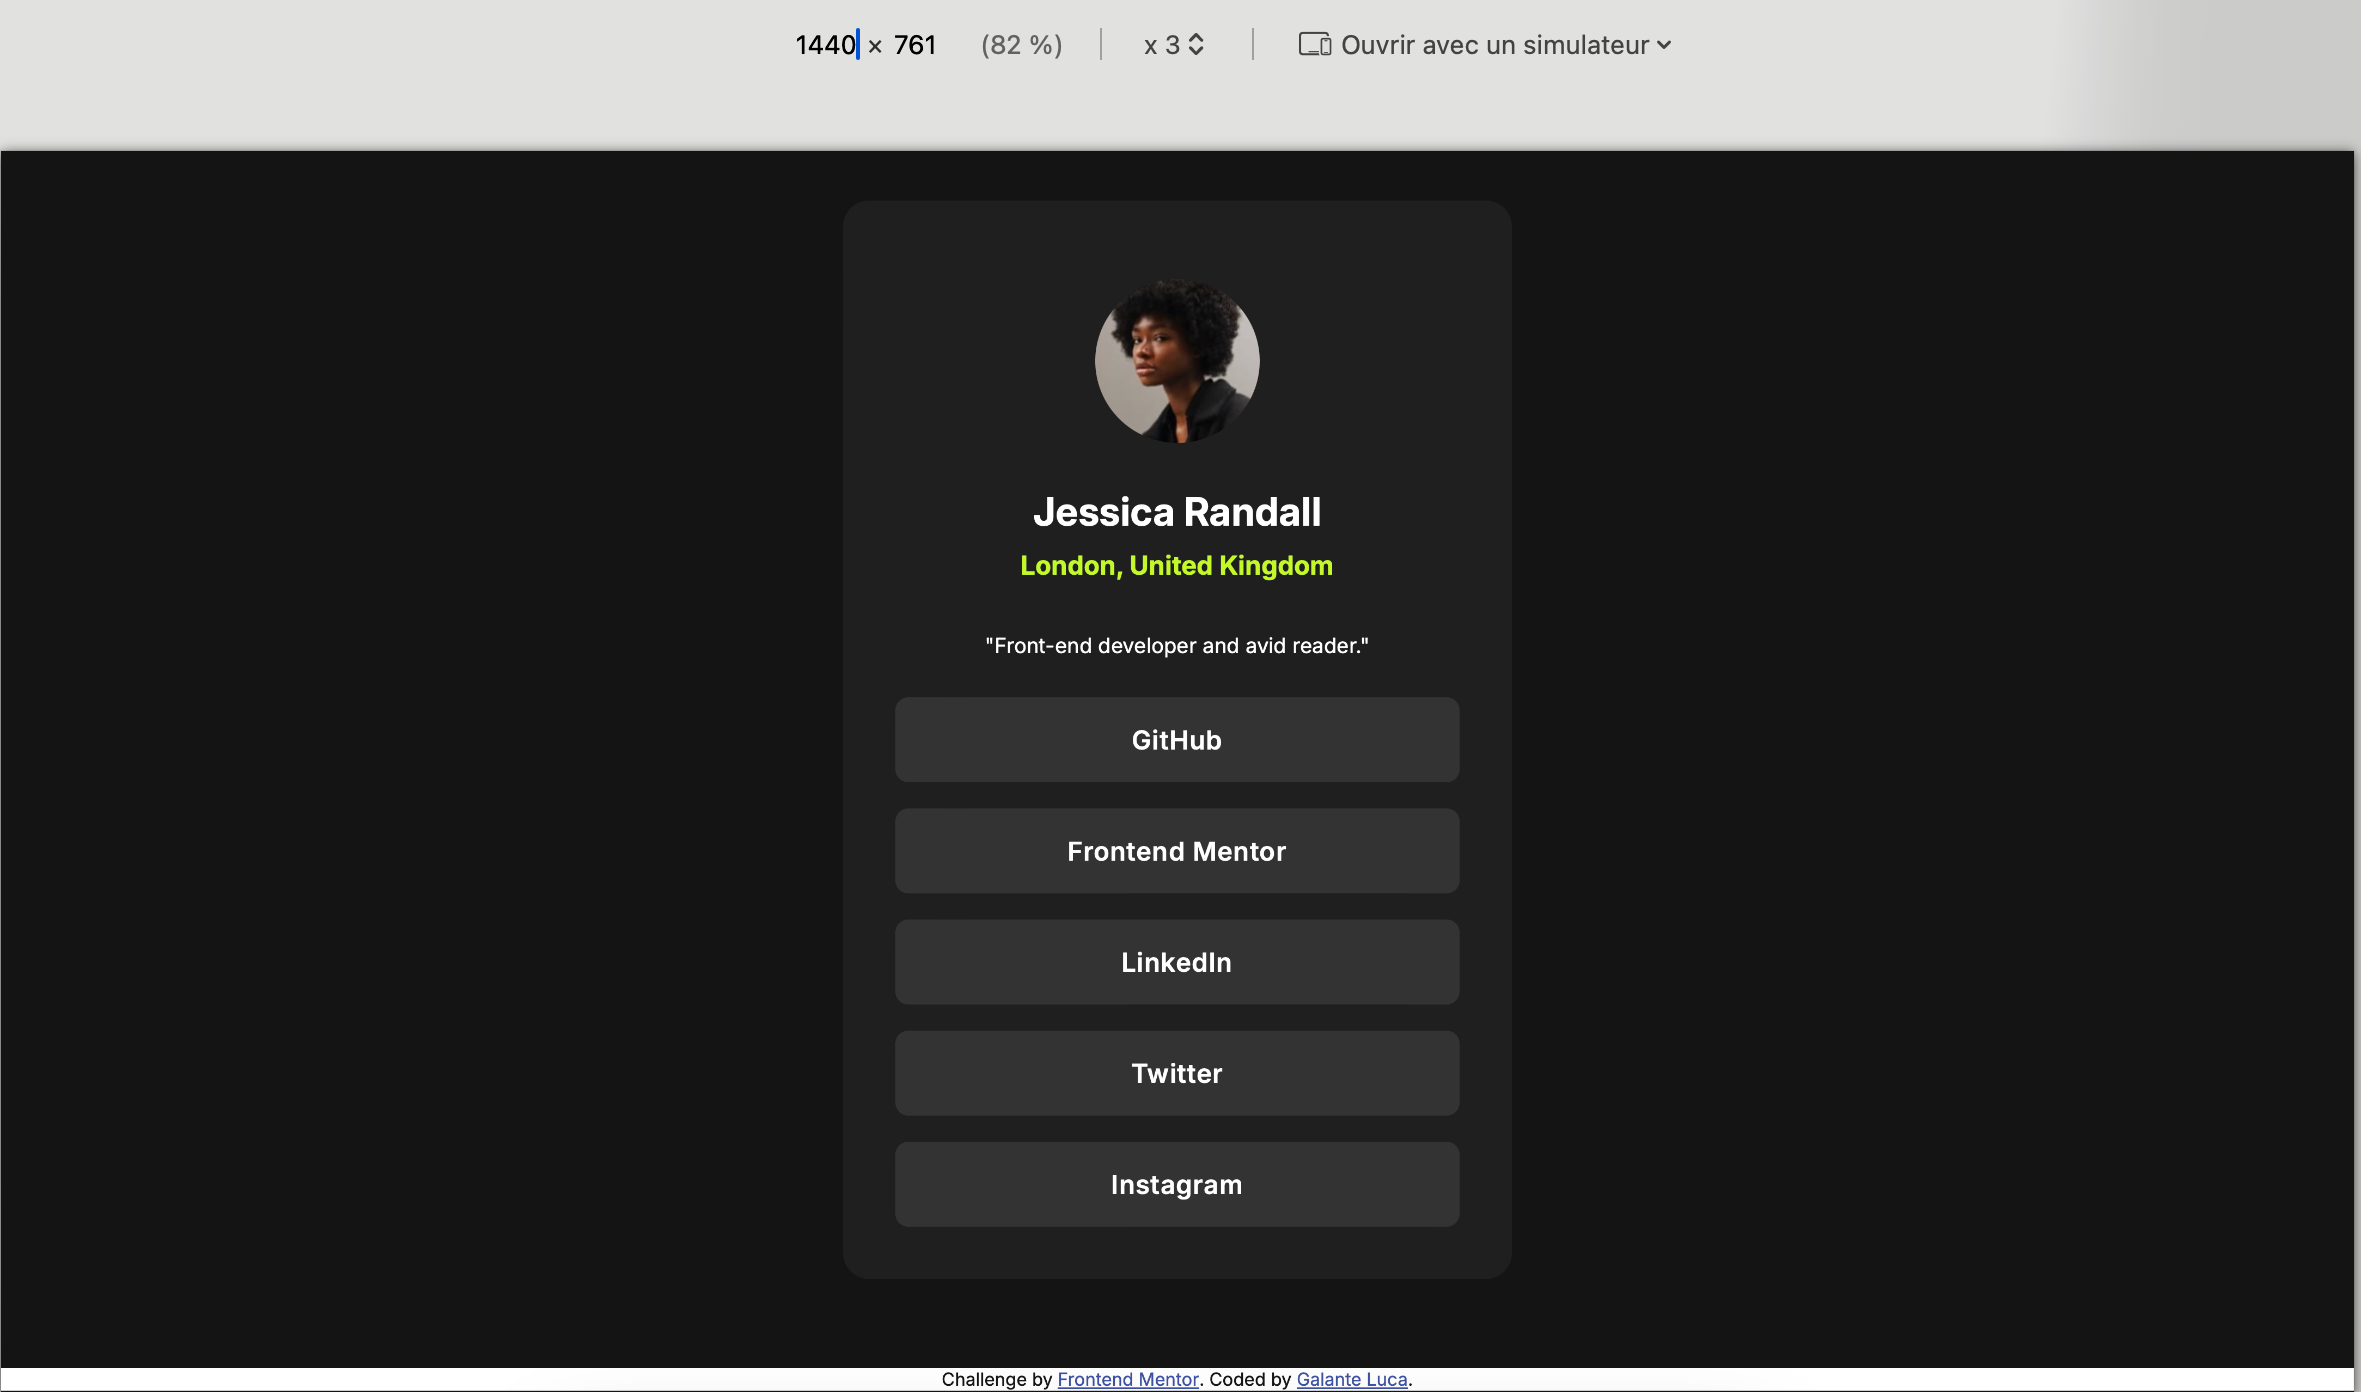 1440 × 761 (82 %) x 3 Ouvrir avec un simulateur
Jessica Randall
London, United Kingdom
"Front-end developer and avid reader."
GitHub
Frontend Mentor
LinkedIn
Twitter
Instagram
Challenge by Frontend Mentor. Coded by Galante Luca.